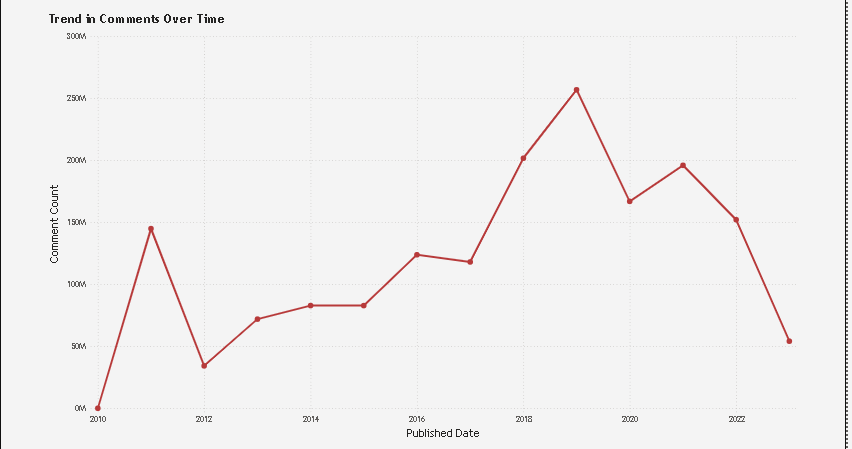 Trend in Comments Over Time
300M
250M
200M
150M
100M
50M
0M
Comment Count
2010 2012 2014 2016 2018 2020 2022
Published Date